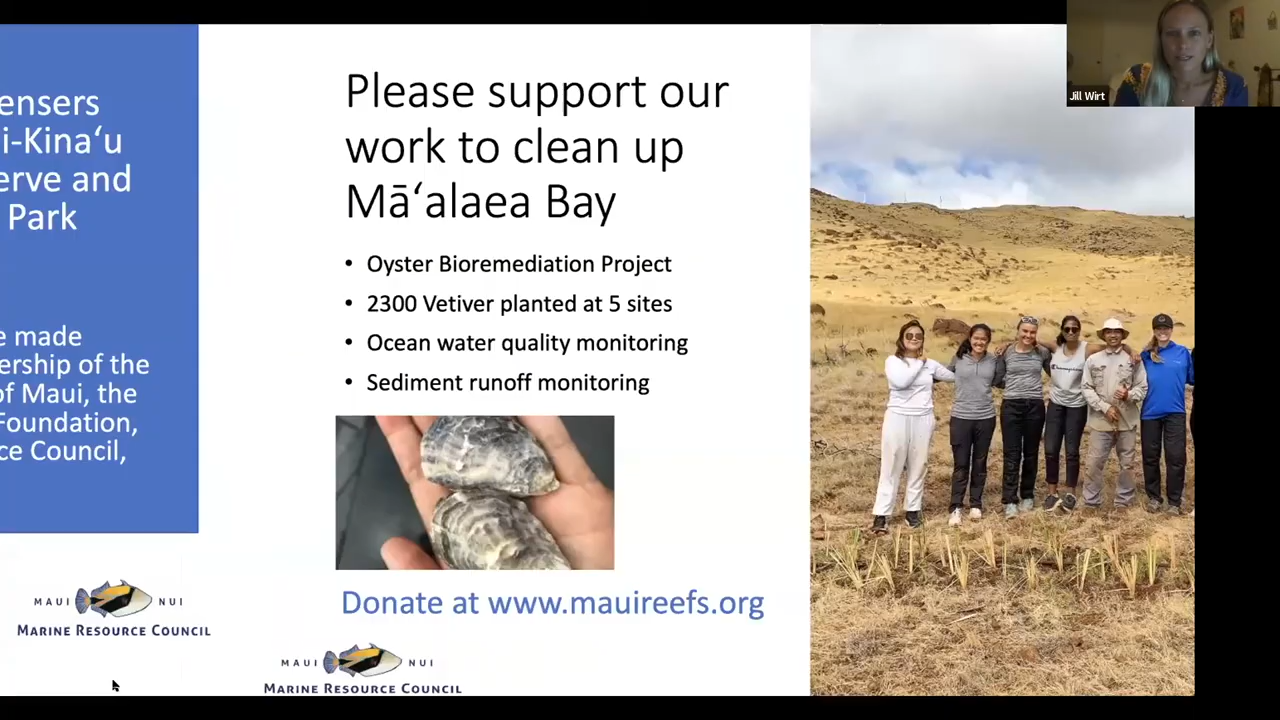 Jill Wirt
ensers
i-Kinaʻu
erve and
Park
e made
ership of the
of Maui, the
Foundation,
ce Council,
MAUI NUI
MARINE RESOURCE COUNCIL
Please support our
work to clean up
Māʻalaea Bay
• Oyster Bioremediation Project
• 2300 Vetiver planted at 5 sites
• Ocean water quality monitoring
• Sediment runoff monitoring
Donate at www.mauireefs.org
MAUI NUI
MARINE RESOURCE COUNCIL